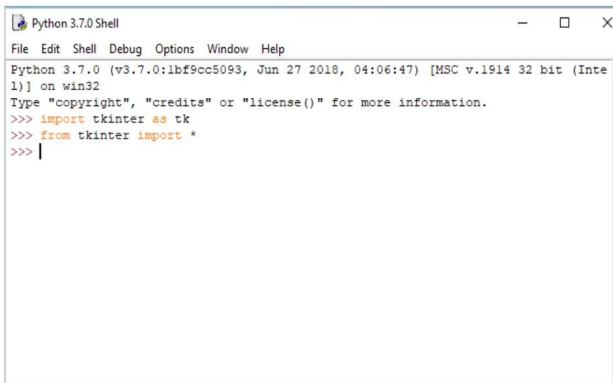 Python 3.7.0 Shell
File Edit Shell Debug Options Window Help
Python 3.7.0 (v3.7.0:1bf9cc5093, Jun 27 2018, 04:06:47) [MSC v.1914 32 bit (Inte
l)] on win32
Type "copyright", "credits" or "license()" for more information.
>>> import tkinter as tk
>>> from tkinter import *
>>>